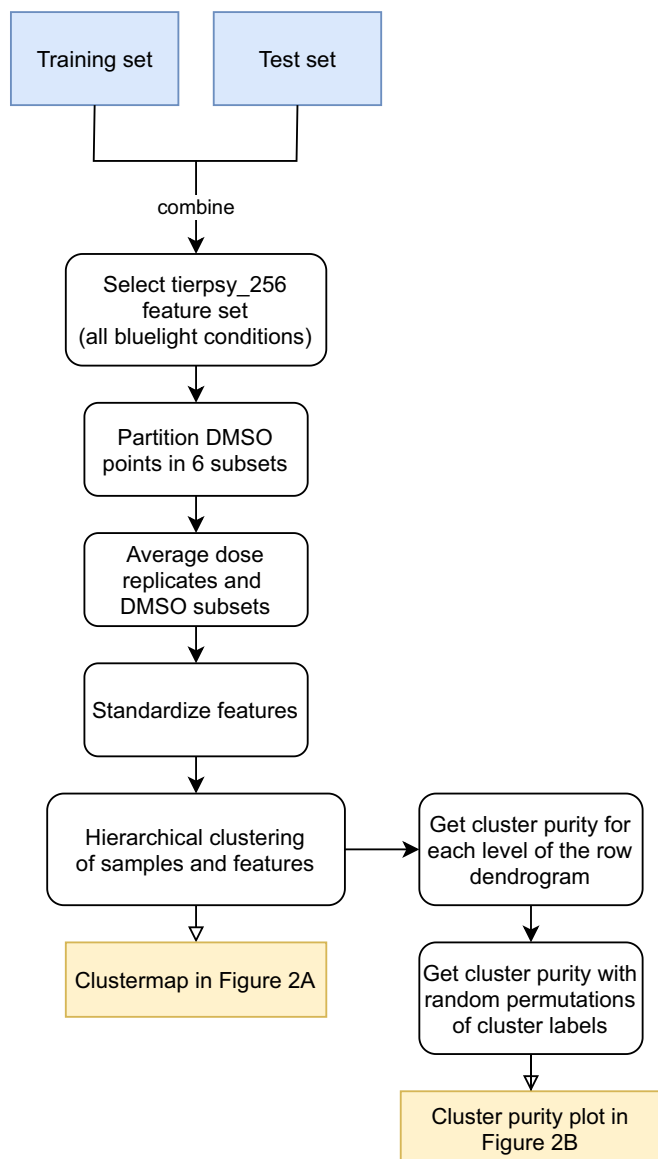 Training set
Test set
combine
Select tierpsy_256
feature set
(all bluelight conditions)
Partition DMSO
points in 6 subsets
Average dose
replicates and
DMSO subsets
Standardize features
Hierarchical clustering
of samples and features
Get cluster purity for
each level of the row
dendrogram
Clustermap in Figure 2A
Get cluster purity with
random permutations
of cluster labels
Cluster purity plot in
Figure 2B